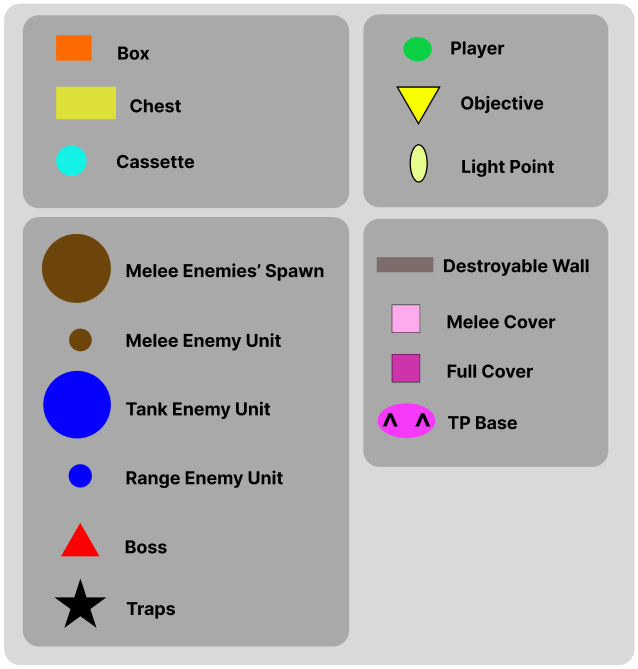 Box
Chest
Cassette
Player
Objective
Light Point
Melee Enemies’ Spawn
Melee Enemy Unit
Tank Enemy Unit
Range Enemy Unit
Boss
Traps
Destroyable Wall
Melee Cover
Full Cover
^ ^ TP Base